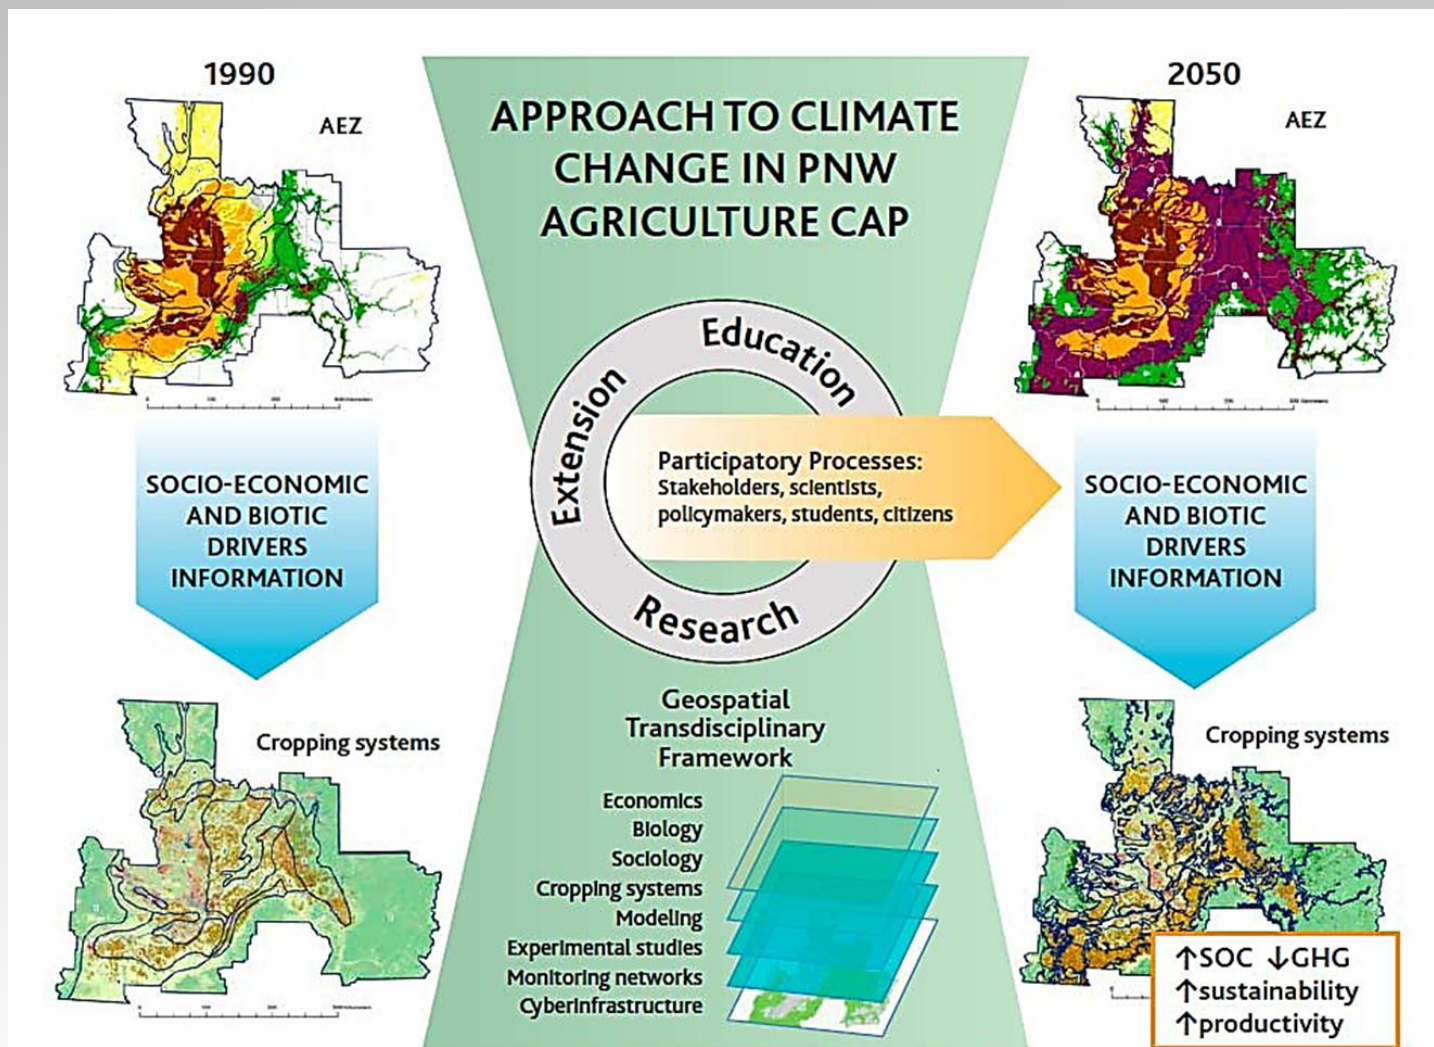 1990
AEZ
APPROACH TO CLIMATE
CHANGE IN PNW
AGRICULTURE CAP
2050
AEZ
Education
Extension
Research
Participatory Processes:
Stakeholders, scientists,
policymakers, students, citizens
SOCIO-ECONOMIC
AND BIOTIC
DRIVERS
INFORMATION
SOCIO-ECONOMIC
AND BIOTIC
DRIVERS
INFORMATION
Cropping systems
Geospatial
Transdisciplinary
Framework
Economics
Biology
Sociology
Cropping systems
Modeling
Experimental studies
Monitoring networks
Cyberinfrastructure
Cropping systems
↑SOC ↓GHG
↑sustainability
↑productivity